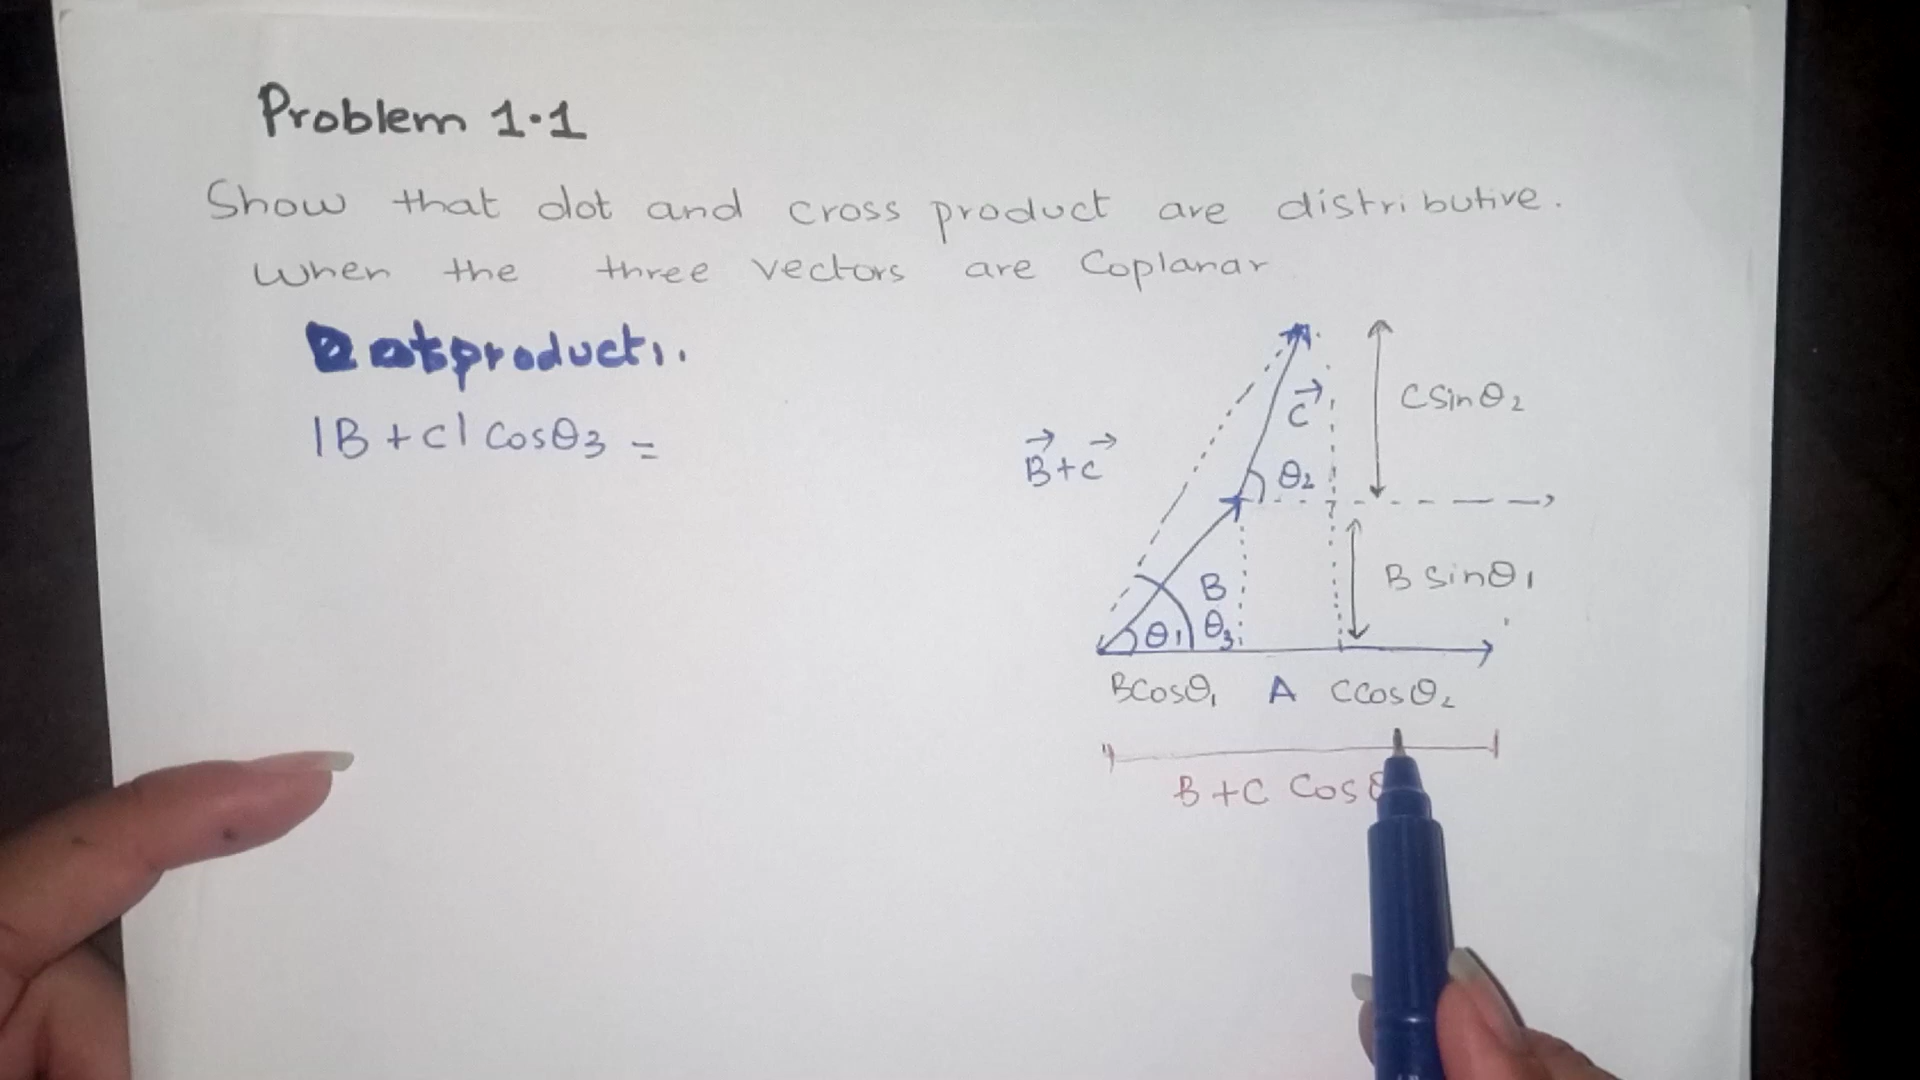 Problem 1.1
Show that dot and cross product are distributive.
when the three vectors are Coplanar
Dotproduct:.
|B + C| Cosθ3 =
C
C Sinθ2
B+C
θ2
B
B Sinθ1
θ1 θ3
BCosθ1 A CCosθ2
B+C Cos